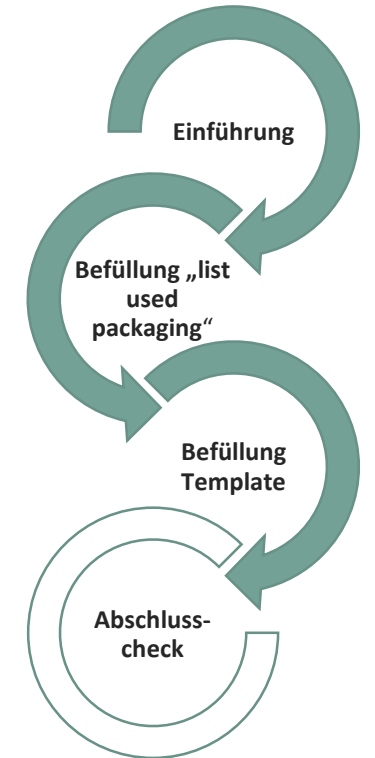 Einführung
Befüllung „list
used
packaging“
Befüllung
Template
Abschluss-
check